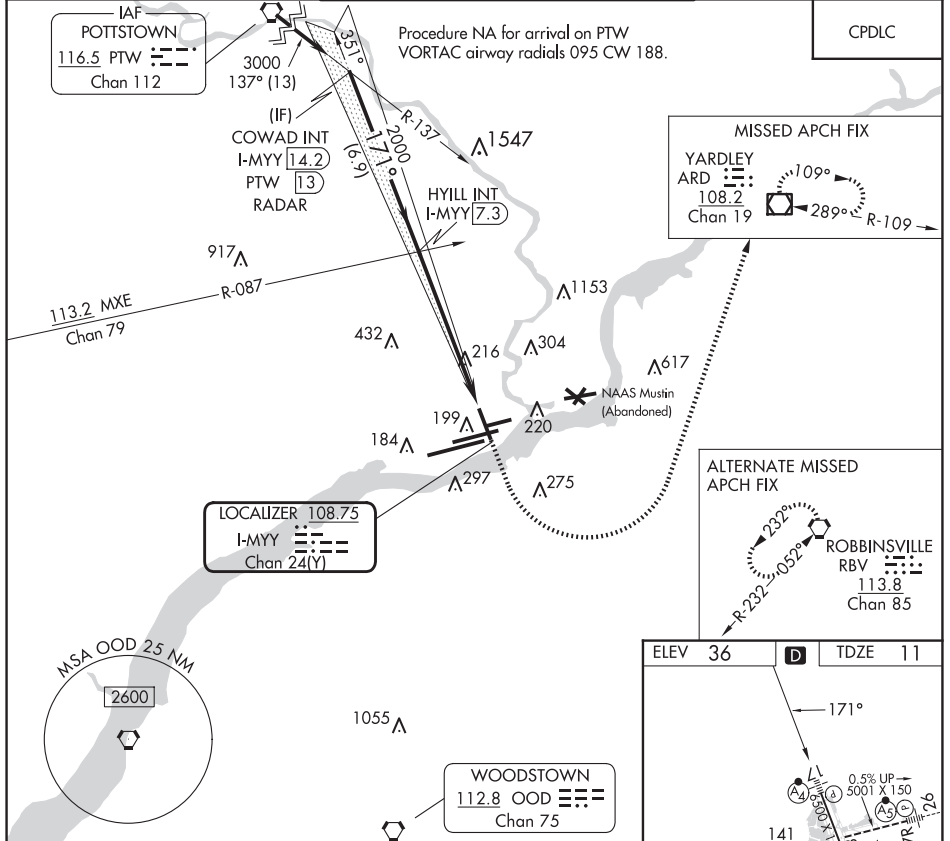 IAF
POTTSTOWN
116.5 PTW
Chan 112
3000
137° (13)
Procedure NA for arrival on PTW
VORTAC airway radials 095 CW 188.
CPDLC
351°
(IF)
COWAD INT
I-MYY 14.2
PTW 13
RADAR
R-137
2000
171°
(6.9)
1547
HYILL INT
I-MYY 7.3
MISSED APCH FIX
YARDLEY
ARD
108.2
Chan 19
109°
289°
R-109
917
R-087
113.2 MXE
Chan 79
1153
432
216
304
617
NAAS Mustin
(Abandoned)
199
220
184
297
275
LOCALIZER 108.75
I-MYY
Chan 24(Y)
ALTERNATE MISSED
APCH FIX
232°
052°
R-232
ROBBINSVILLE
RBV
113.8
Chan 85
MSA OOD 25 NM
2600
1055
WOODSTOWN
112.8 OOD
Chan 75
ELEV 36
D
TDZE 11
171°
17
0.5% UP
5001 X 150
A4
P
A5
P
26
6500 X
141